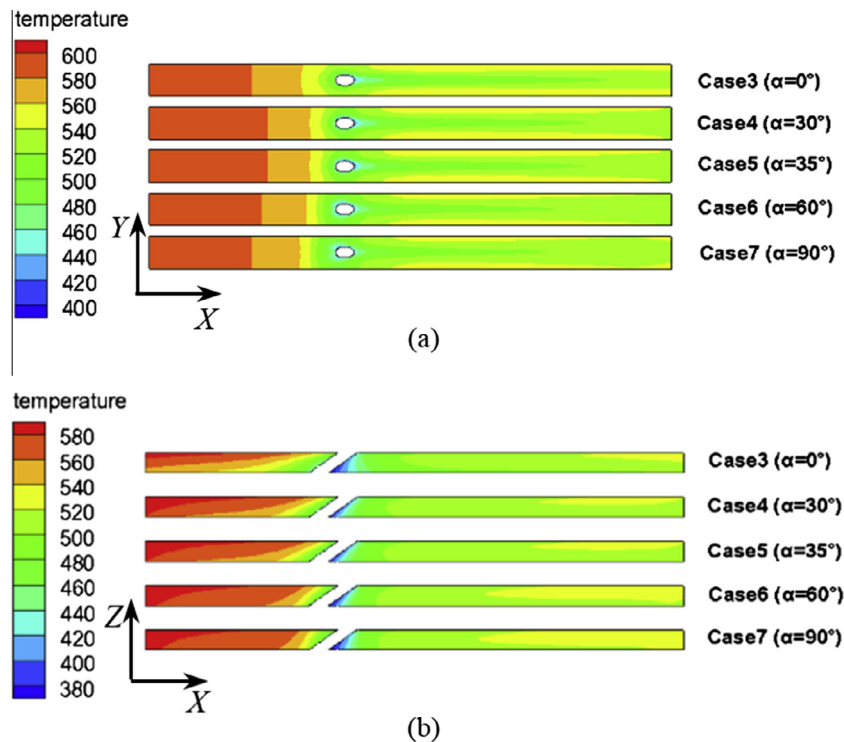 temperature
600
580
560
540
520
500
480
460
440
420
400
Case3 (α=0°)
Case4 (α=30°)
Case5 (α=35°)
Case6 (α=60°)
Case7 (α=90°)
Y
X
(a)
temperature
580
560
540
520
500
480
460
440
420
400
380
Case3 (α=0°)
Case4 (α=30°)
Case5 (α=35°)
Case6 (α=60°)
Case7 (α=90°)
Z
X
(b)